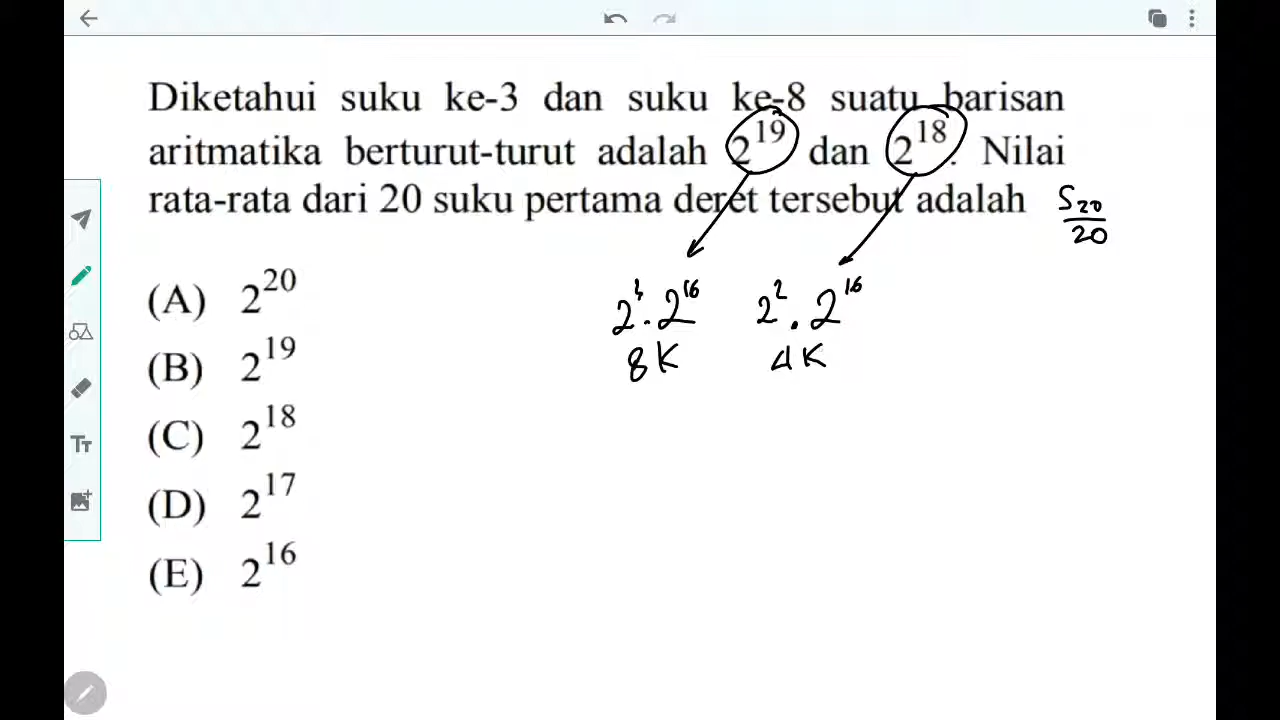 Diketahui suku ke-3 dan suku ke-8 suatu barisan
aritmatika berturut-turut adalah 2^19 dan 2^18. Nilai
rata-rata dari 20 suku pertama deret tersebut adalah
S20/20
(A) 2^20
(B) 2^19
(C) 2^18
(D) 2^17
(E) 2^16
2^3 . 2^16
2^2 . 2^16
8K
4K
Tт